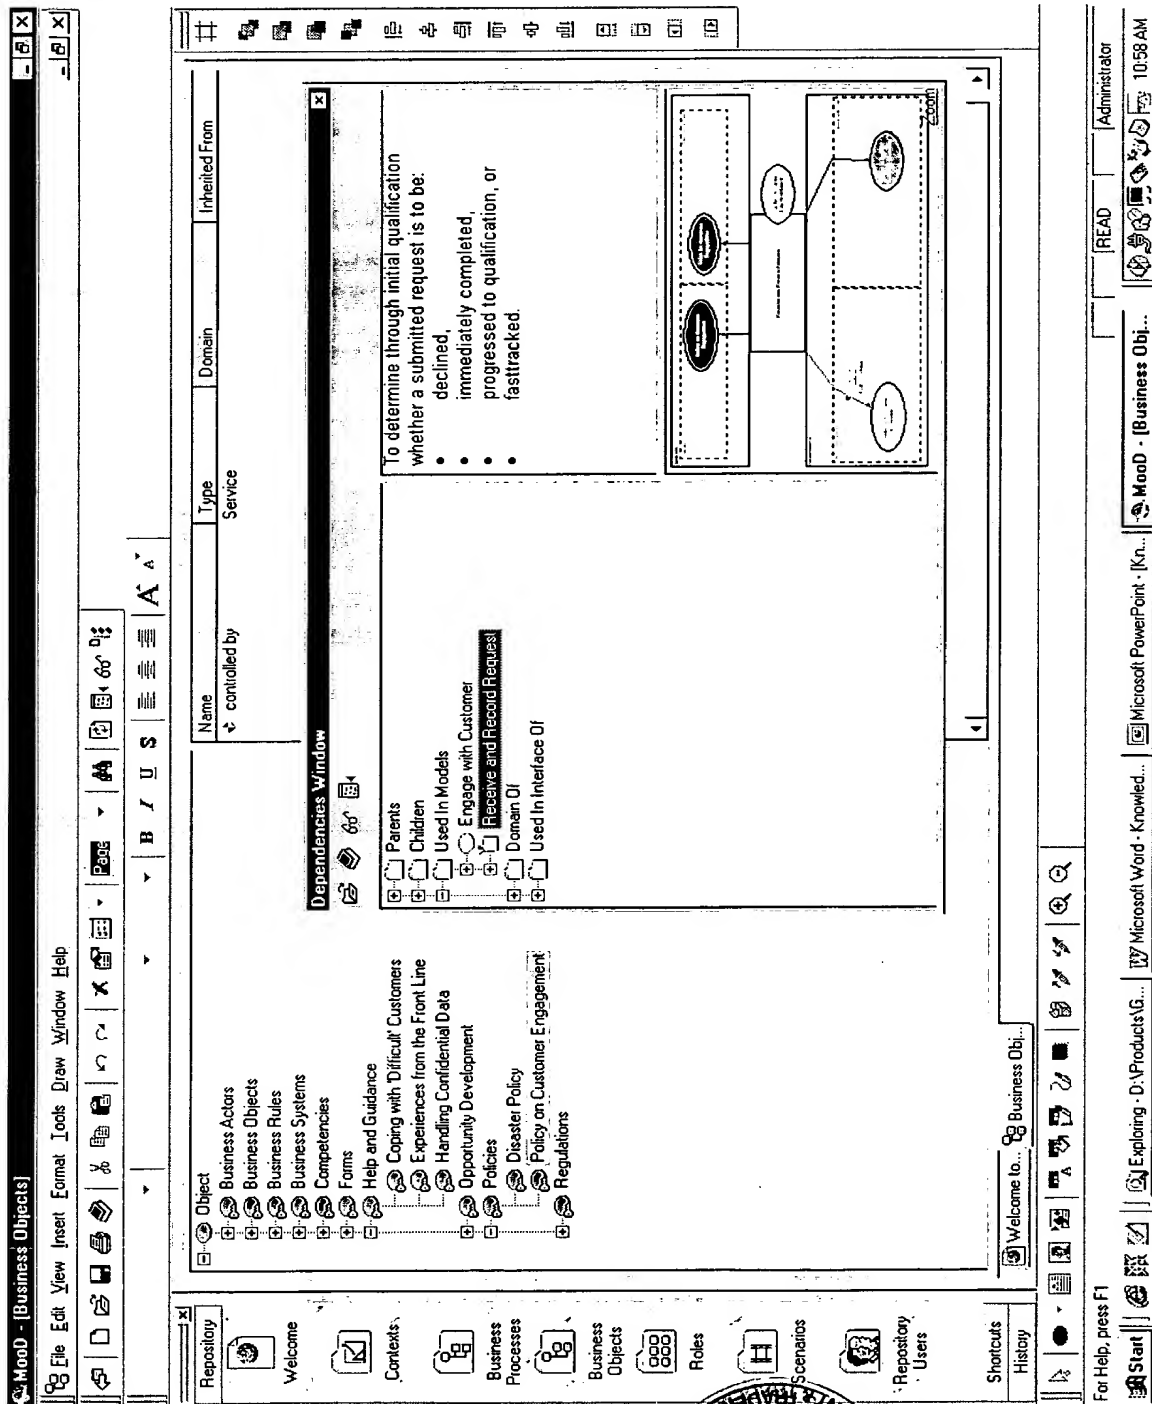 MooD - [Business Objects]
File Edit View Insert Format Tools Draw Window Help
Page
B I U S A A
Repository
Welcome
Contexts
Business
Processes
Business
Objects
Roles
Scenarios
Repository
Users
Shortcuts
History
Object
Business Actors
Business Objects
Business Rules
Business Systems
Competencies
Forms
Help and Guidance
Coping with 'Difficult' Customers
Experiences from the Front Line
Handling Confidential Data
Opportunity Development
Policies
Disaster Policy
Policy on Customer Engagement
Regulations
Name Type Domain Inherited From
controlled by Service
Dependencies Window
Parents
Children
Used In Models
Engage with Customer
Receive and Record Request
Domain Of
Used In Interface Of
To determine through initial qualification
whether a submitted request is to be:
• declined,
• immediately completed,
• progressed to qualification, or
• fasttracked.
Zoom
Welcome to... Business Obj...
For Help, press F1 READ Administrator
Start Exploring - D:\Products\G... Microsoft Word - Knowled... Microsoft PowerPoint - [Kn... MooD - [Business Obj... 10:58 AM